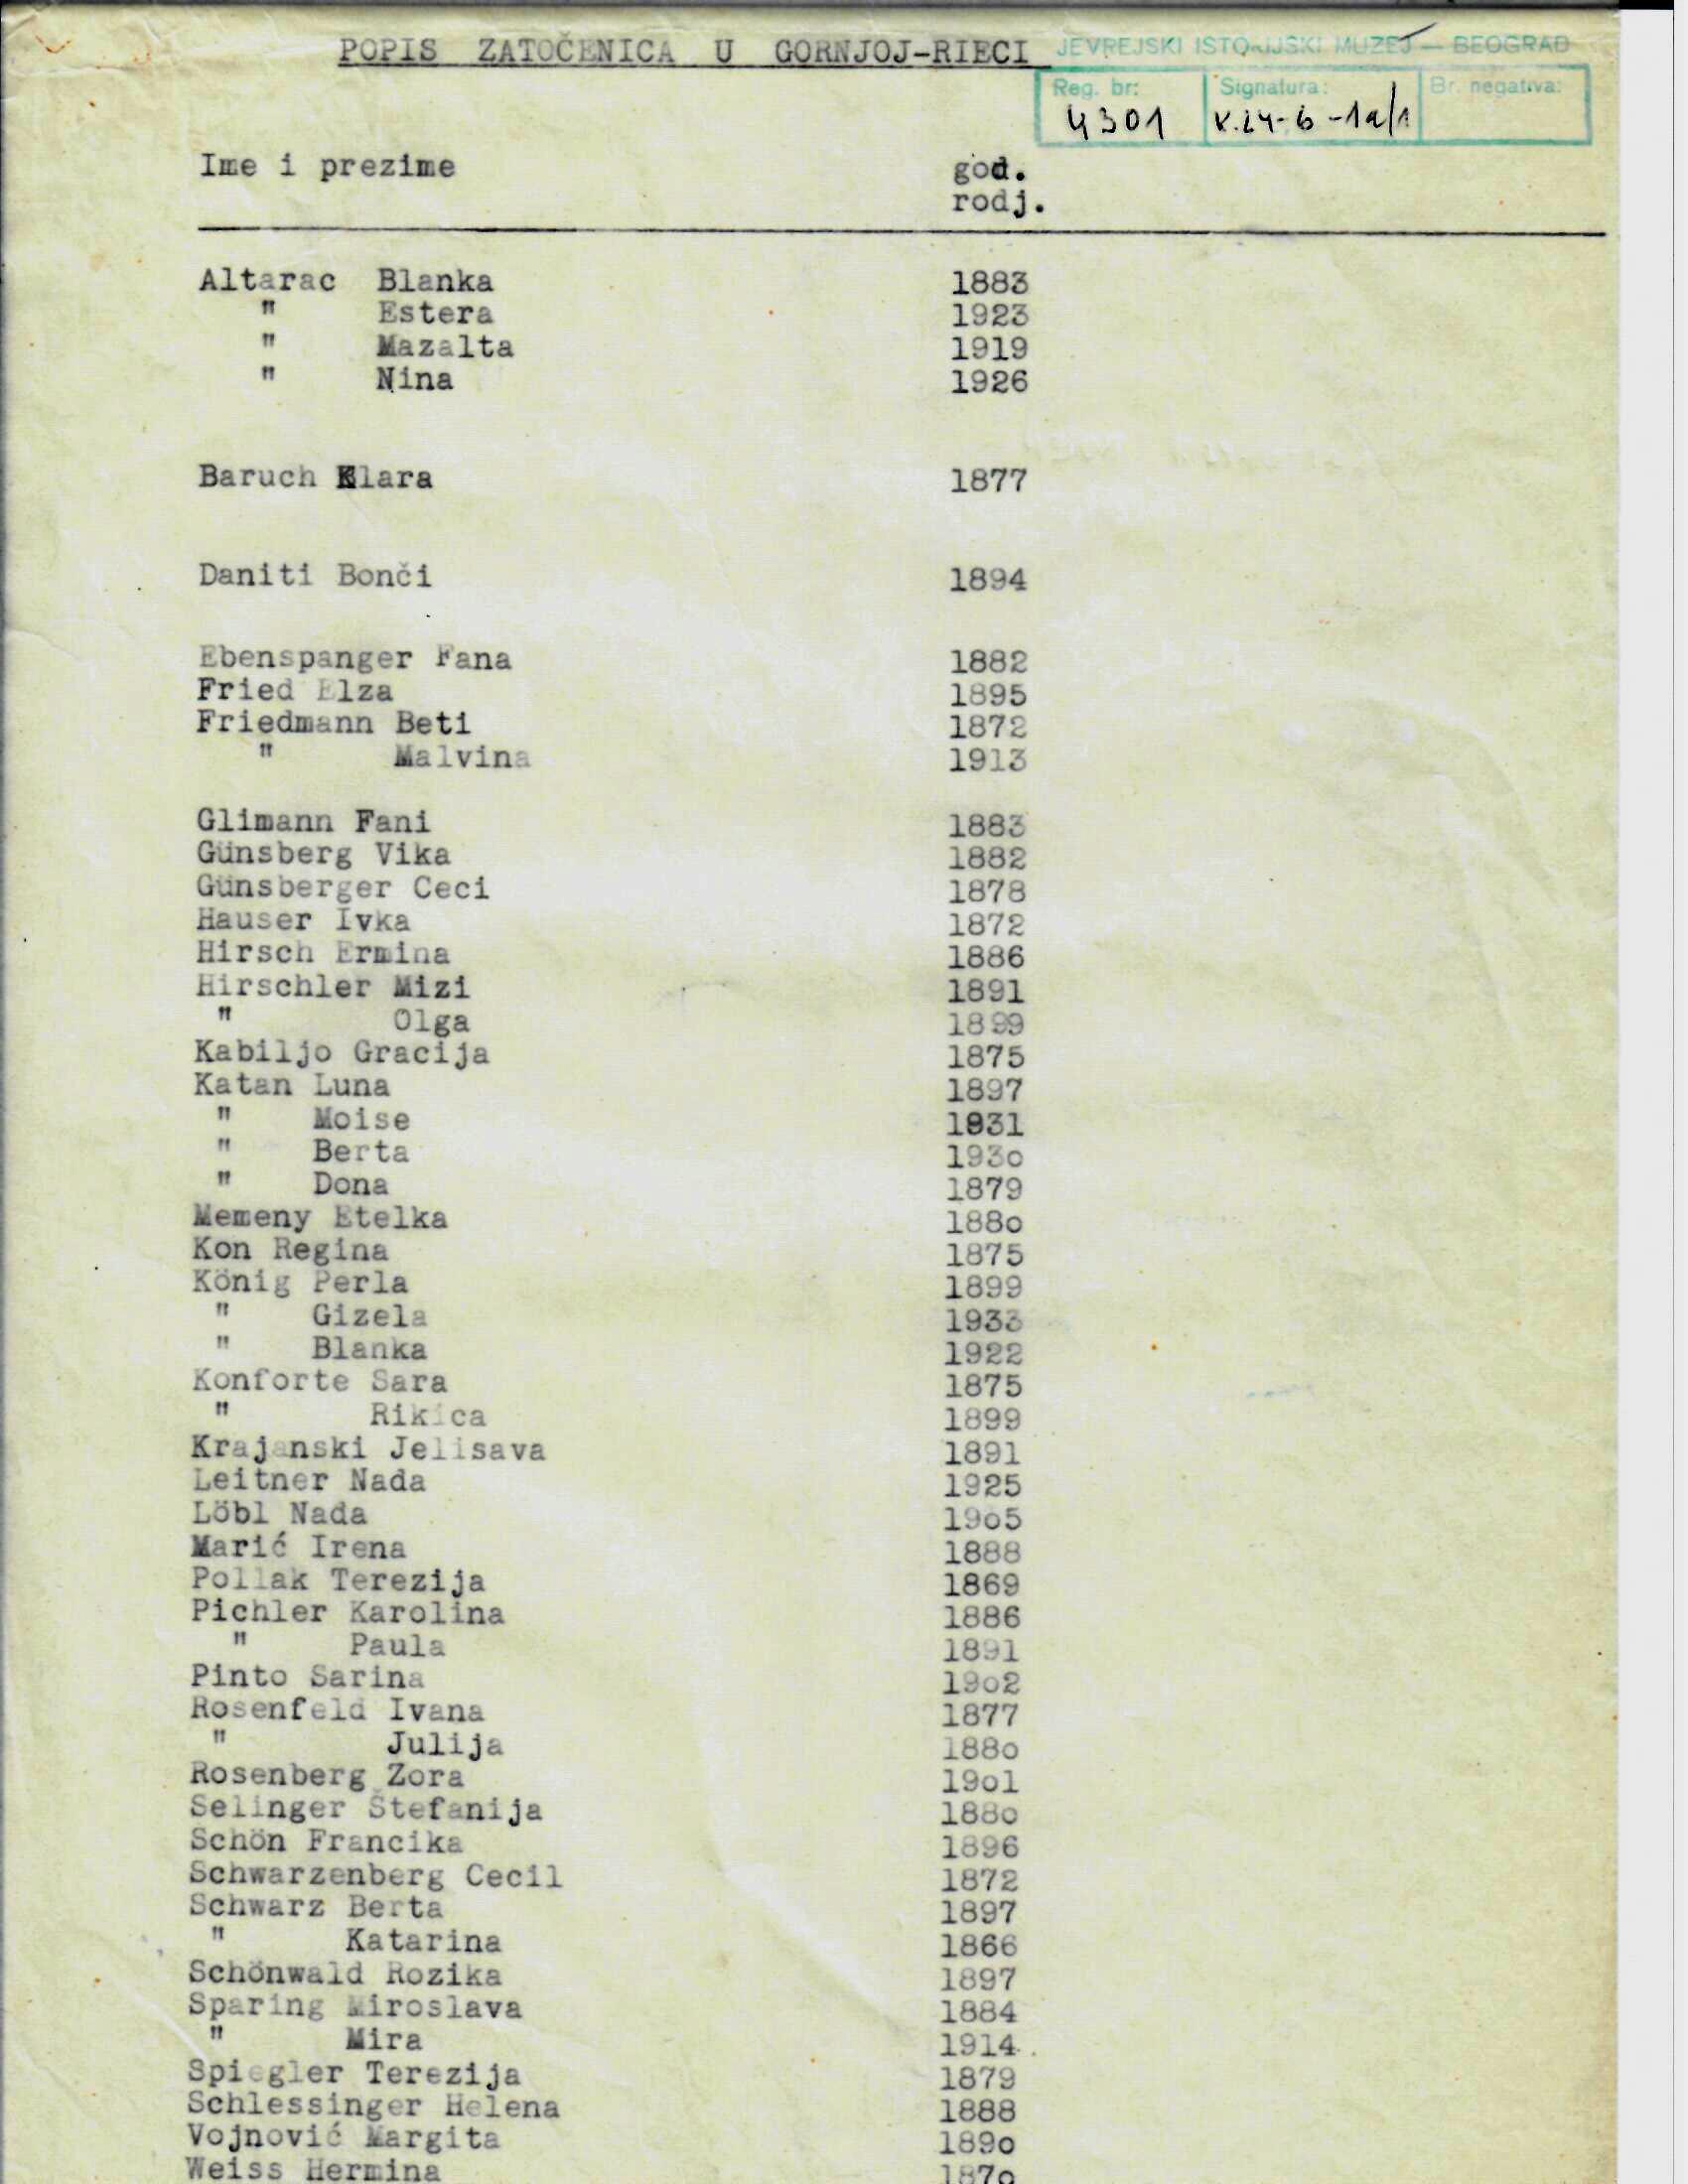 POPIS ZATOČENICA U GORNJOJ-RIECI
JEVREJSKI ISTORIJSKI MUZEJ — BEOGRAD
Reg. br: Signatura: Br. negativa:
4301 K.24-6-1a/1
Ime i prezime god.
rodj.
Altarac Blanka 1883
" Estera 1923
" Mazalta 1919
" Nina 1926
Baruch Klara 1877
Daniti Bonči 1894
Ebenspanger Fana 1882
Fried Elza 1895
Friedmann Beti 1872
" Malvina 1913
Glimann Fani 1883
Günsberg Vika 1882
Günsberger Ceci 1878
Hauser Ivka 1872
Hirsch Ermina 1886
Hirschler Mizi 1891
" Olga 1899
Kabiljo Gracija 1875
Katan Luna 1897
" Moise 1931
" Berta 193o
" Dona 1879
Memeny Etelka 188o
Kon Regina 1875
König Perla 1899
" Gizela 1933
" Blanka 1922
Konforte Sara 1875
" Rikica 1899
Krajanski Jelisava 1891
Leitner Nada 1925
Löbl Nada 19o5
Marić Irena 1888
Pollak Terezija 1869
Pichler Karolina 1886
" Paula 1891
Pinto Sarina 19o2
Rosenfeld Ivana 1877
" Julija 188o
Rosenberg Zora 19o1
Selinger Štefanija 188o
Schön Francika 1896
Schwarzenberg Cecil 1872
Schwarz Berta 1897
" Katarina 1866
Schönwald Rozika 1897
Sparing Miroslava 1884
" Mira 1914
Spiegler Terezija 1879
Schlessinger Helena 1888
Vojnović Margita 189o
Weiss Hermina 187o